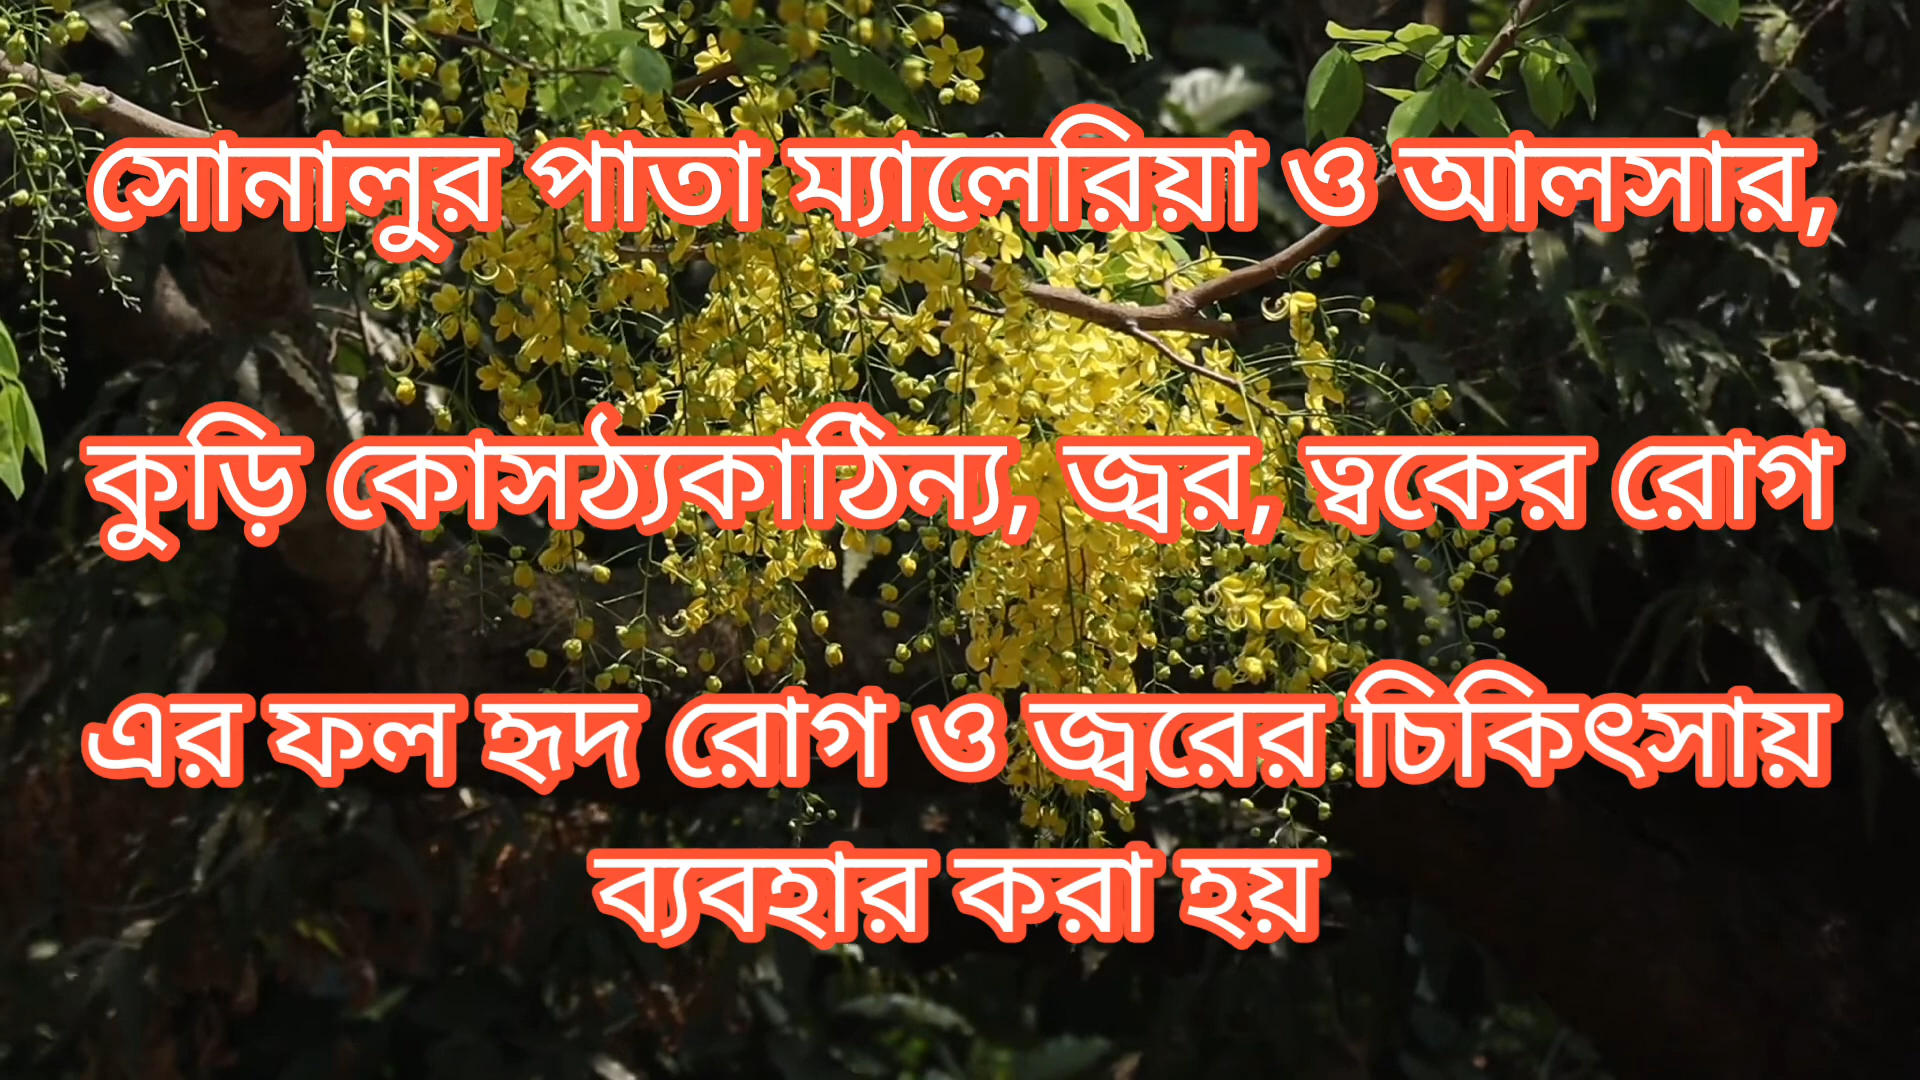 সোনালুর পাতা ম্যালেরিয়া ও আলসার,
কুড়ি কোসঠ্যকাঠিন্য, জ্বর, ত্বকের রোগ
এর ফল হৃদ রোগ ও জ্বরের চিকিৎসায়
ব্যবহার করা হয়